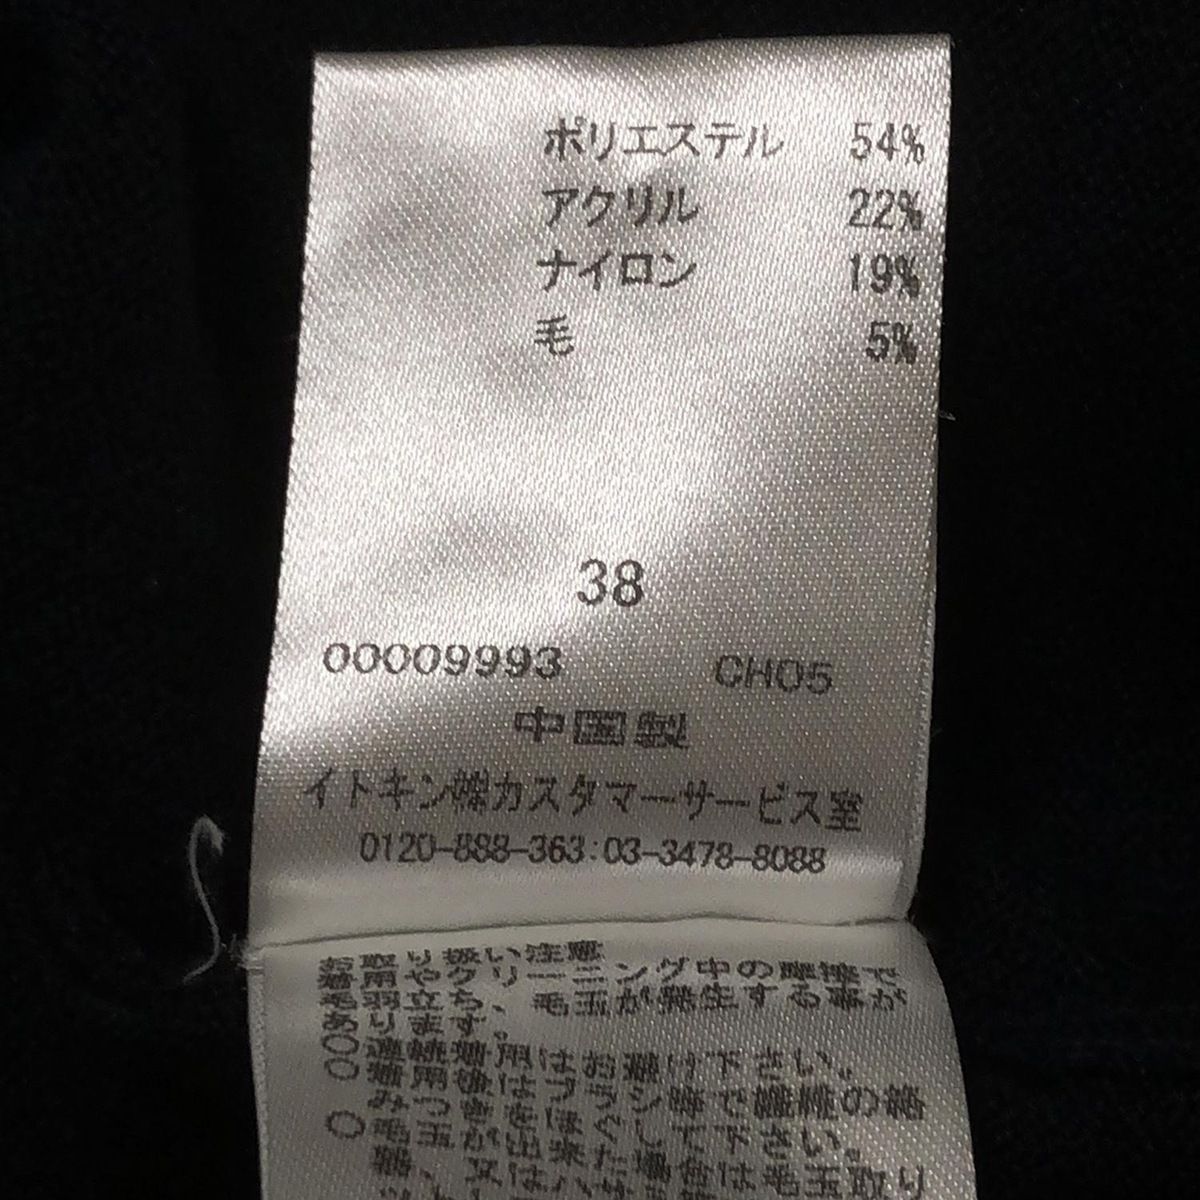 ポリエステル 54%
アクリル 22%
ナイロン 19%
毛 5%
38
00009993 CH05
中国製
イトキン㈱カスタマーサービス室
0120-888-363:03-3478-8088
お取り扱い注意
着用やクリーニング中の摩擦で
毛羽立ち、毛玉が発生する事が
あります。
○連続着用はお避け下さい。
○着用後はブラシ等で繊維の絡
みつきをほぐして下さい。
○毛玉が出来た場合は毛玉取り
器、又はハサ